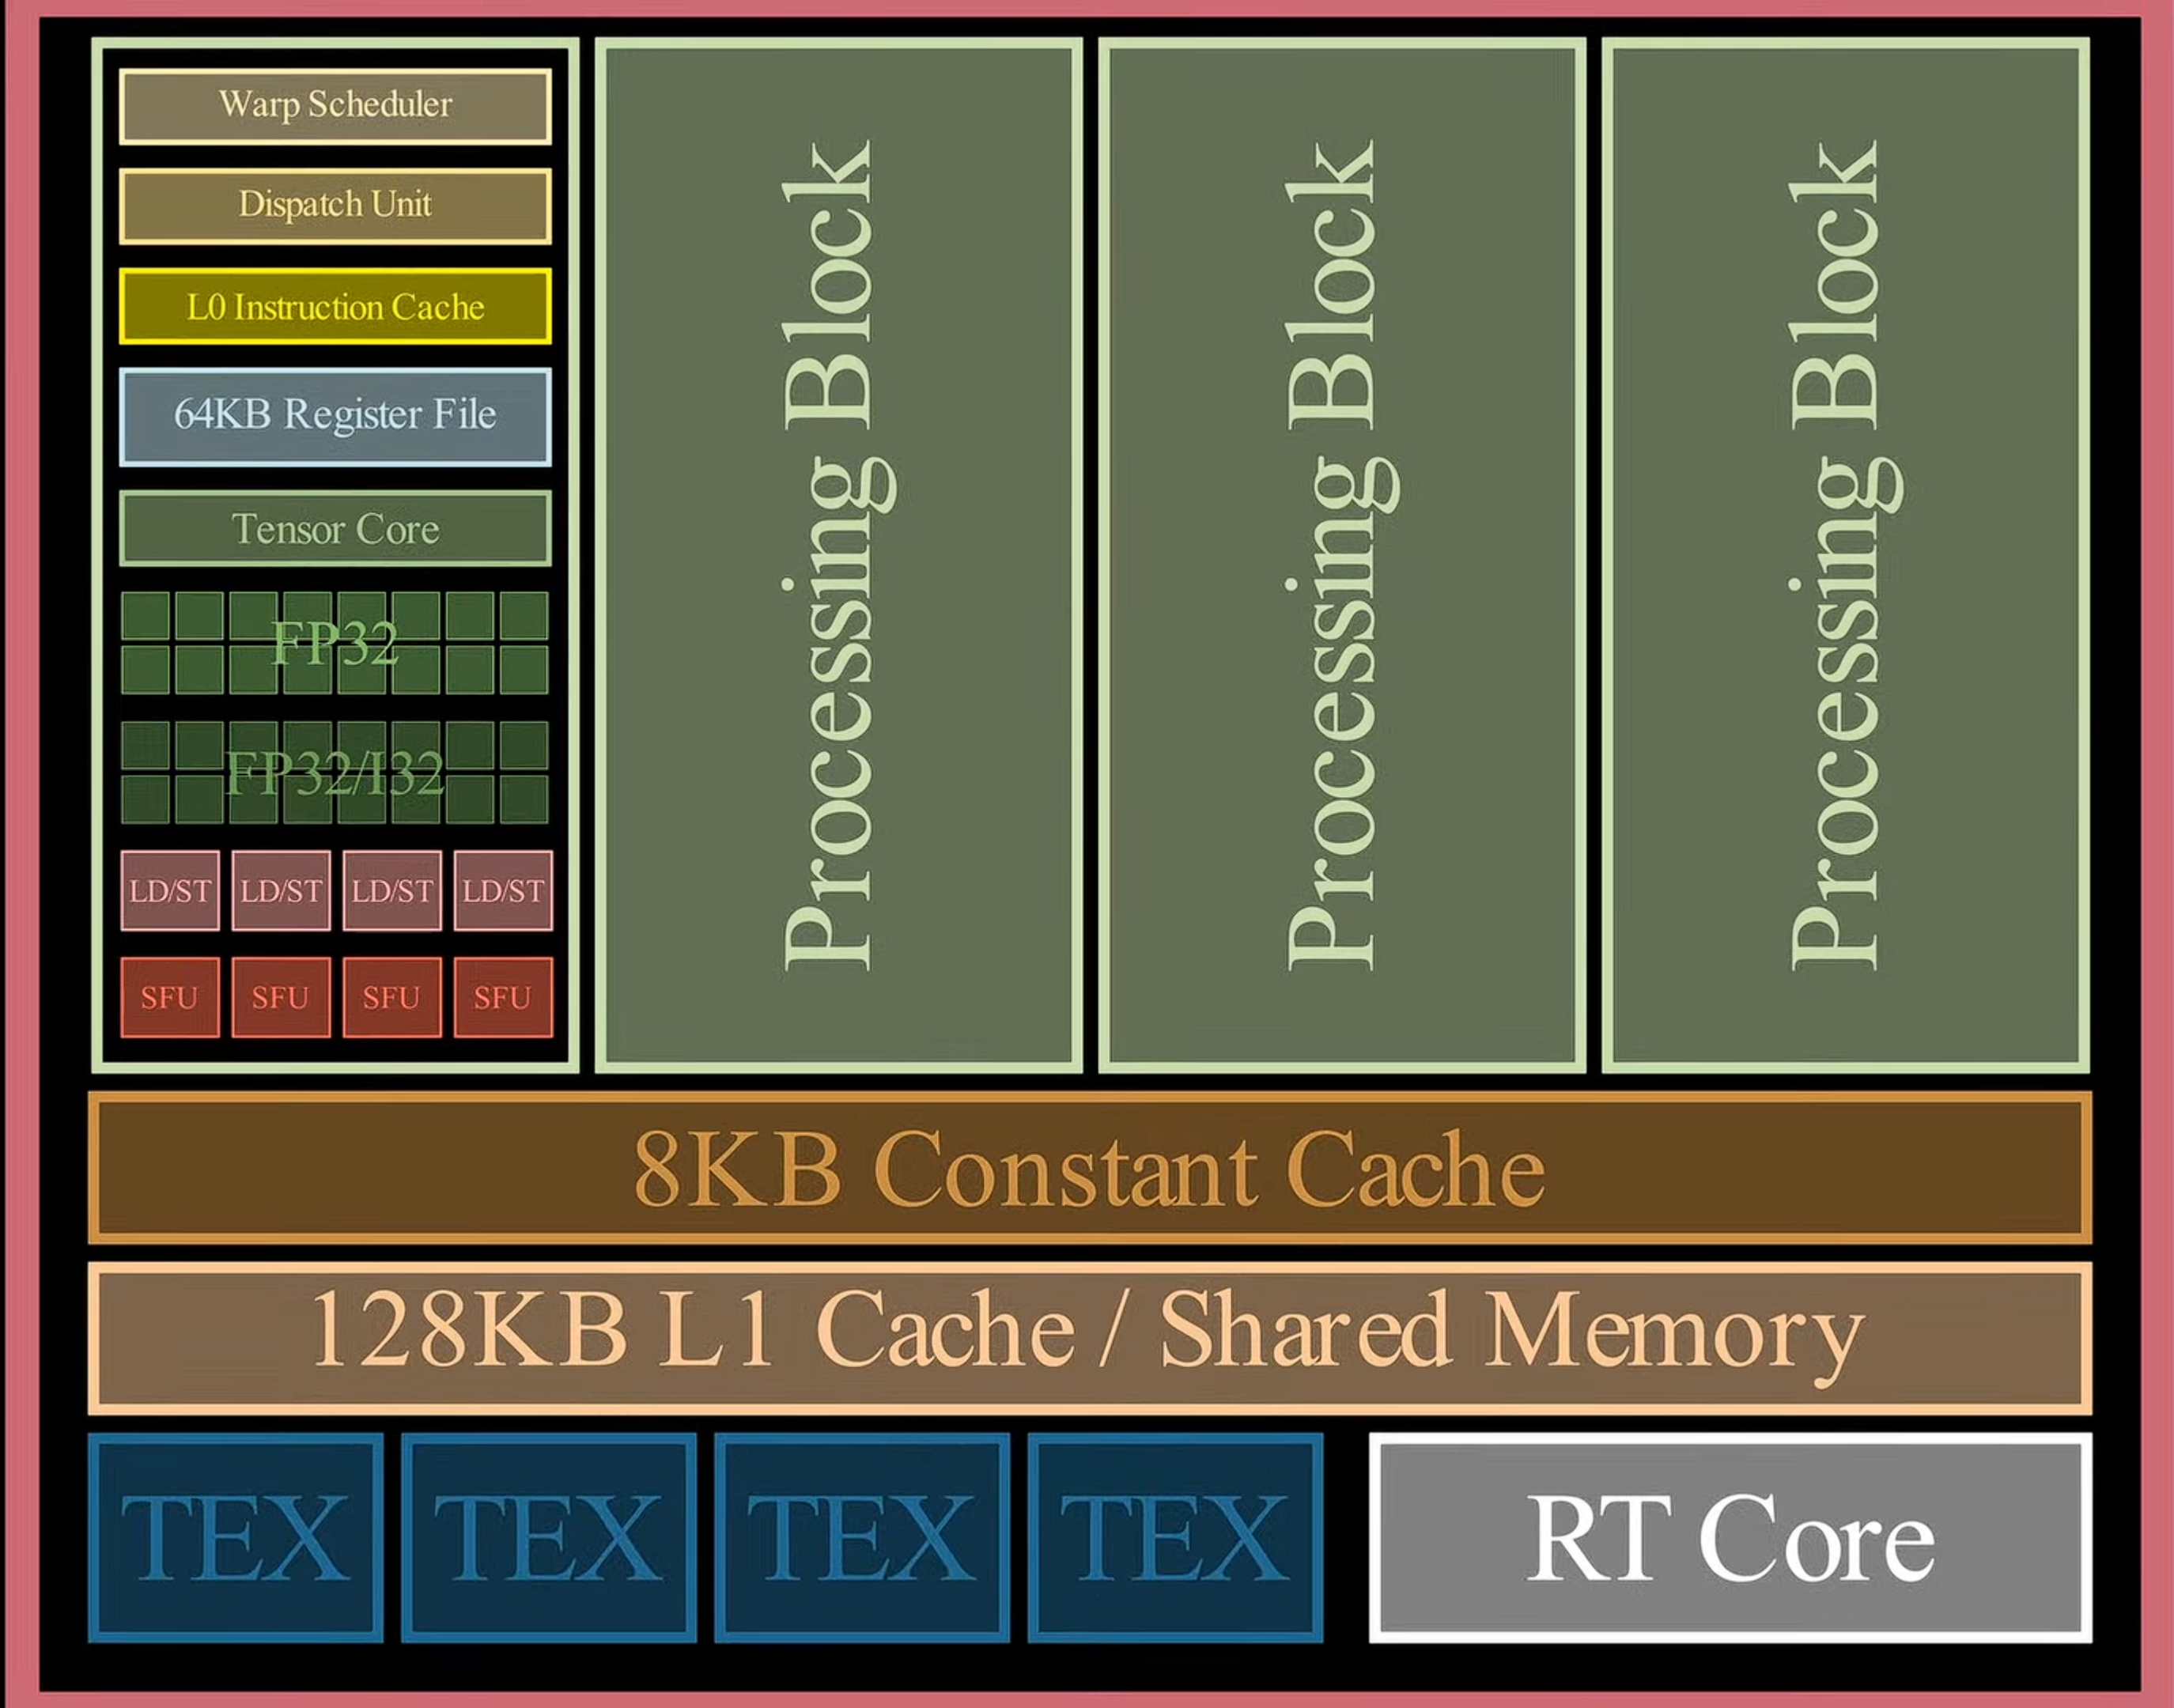 Warp Scheduler
Dispatch Unit
L0 Instruction Cache
64KB Register File
Tensor Core
FP32
FP32/I32
LD/ST LD/ST LD/ST LD/ST
SFU SFU SFU SFU
Processing Block
Processing Block
Processing Block
8KB Constant Cache
128KB L1 Cache / Shared Memory
TEX TEX TEX TEX RT Core